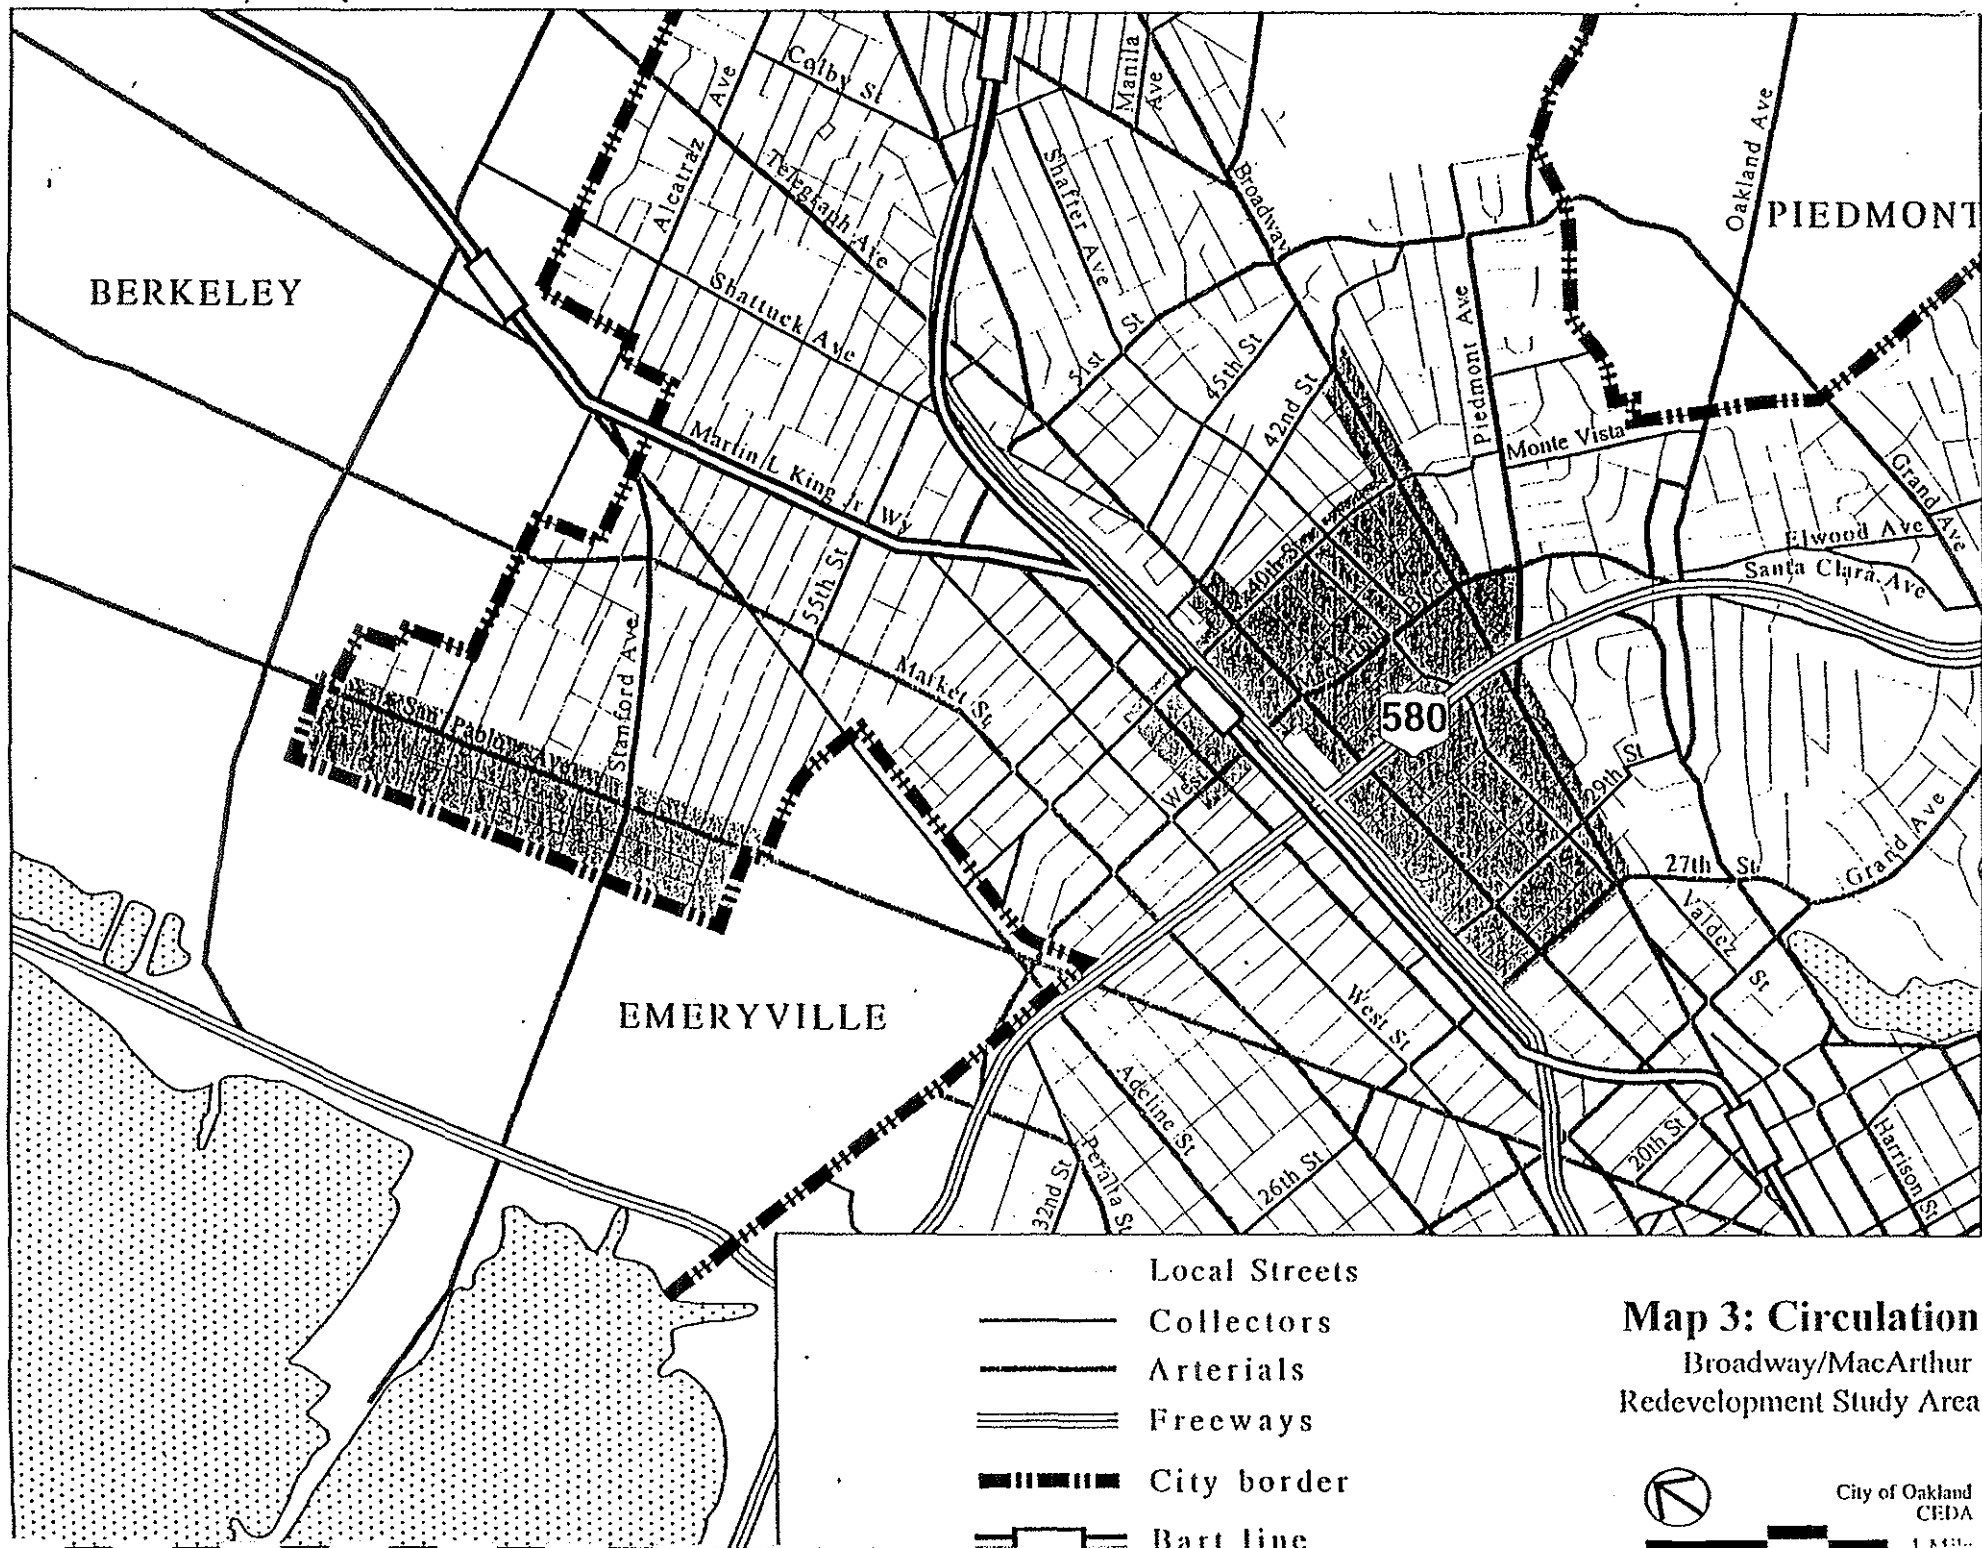 Colby St
Manila Ave
Alcatraz Ave
Telegraph Ave
Shafter Ave
Broadway
Oakland Ave
PIEDMONT
BERKELEY
Shattuck Ave
51st St
45th St
42nd St
Piedmont Ave
Monte Vista
Grand Ave
Martin L King Jr Wy
Elwood Ave
Santa Clara Ave
55th St
40th St
Stanford Ave
San Pablo Ave
Market St
580
West
29th St
27th St
Grand Ave
Valdez St
EMERYVILLE
West St
Adeline St
20th St
Harrison St
32nd St
Peralta St
26th St
Local Streets
Collectors
Arterials
Freeways
City border
Bart line
Map 3: Circulation
Broadway/MacArthur
Redevelopment Study Area
City of Oakland
CEDA
1 Mile